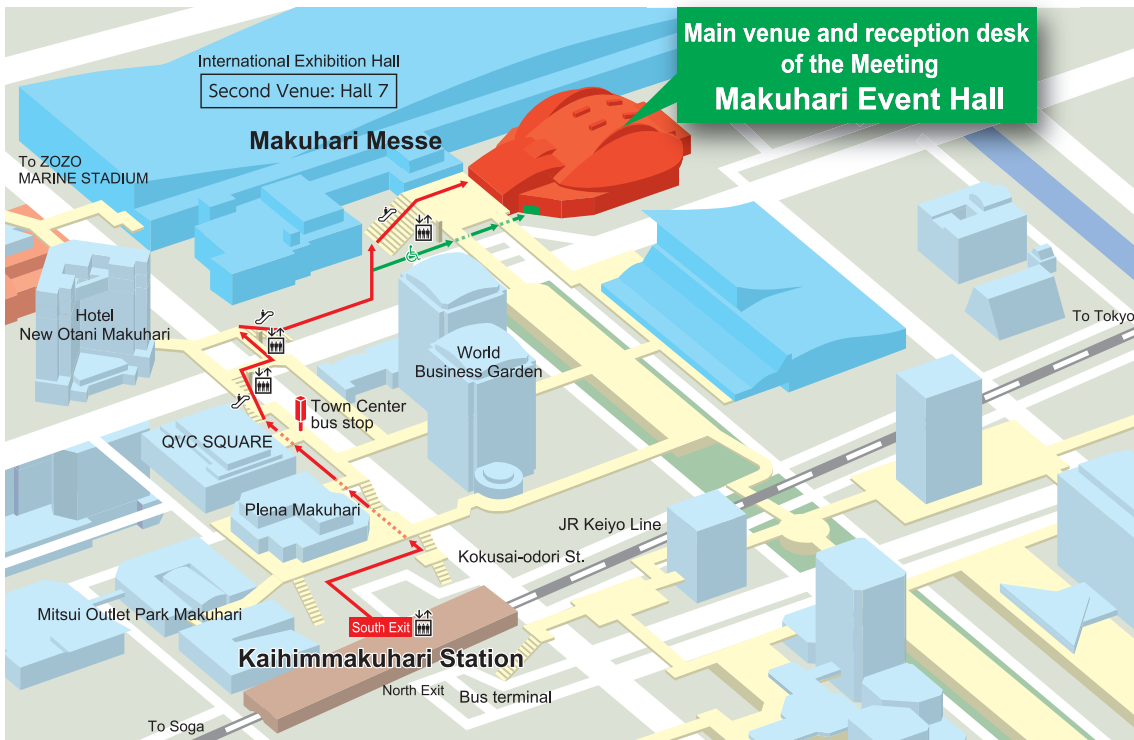 Main venue and reception desk
of the Meeting
Makuhari Event Hall
International Exhibition Hall
Second Venue: Hall 7
Makuhari Messe
To ZOZO
MARINE STADIUM
Hotel
New Otani Makuhari
To Tokyo
World
Business Garden
Town Center
bus stop
QVC SQUARE
Plena Makuhari
JR Keiyo Line
Kokusai-odori St.
Mitsui Outlet Park Makuhari
South Exit
Kaihimmakuhari Station
North Exit
Bus terminal
To Soga